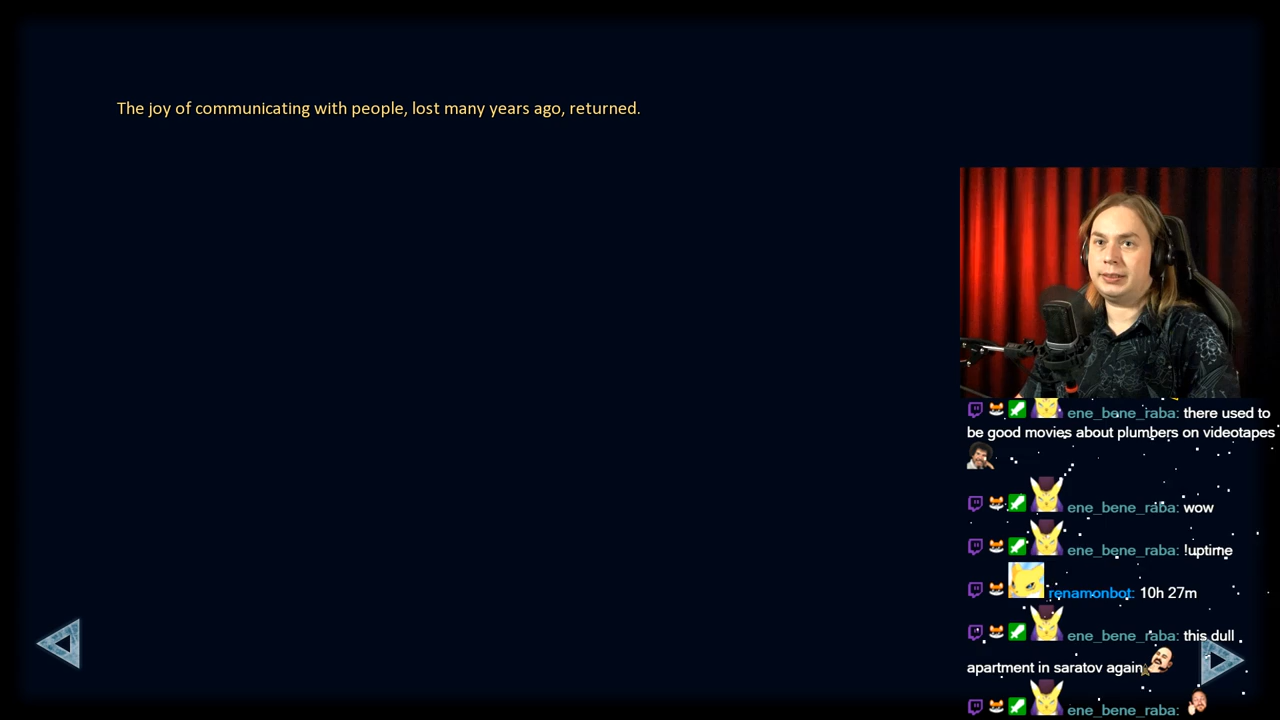 The joy of communicating with people, lost many years ago, returned.
ene_bene_raba: there used to
be good movies about plumbers on videotapes
ene_bene_raba: wow
ene_bene_raba: !uptime
renamonbot: 10h 27m
ene_bene_raba: this dull
apartment in saratov again
ene_bene_raba: